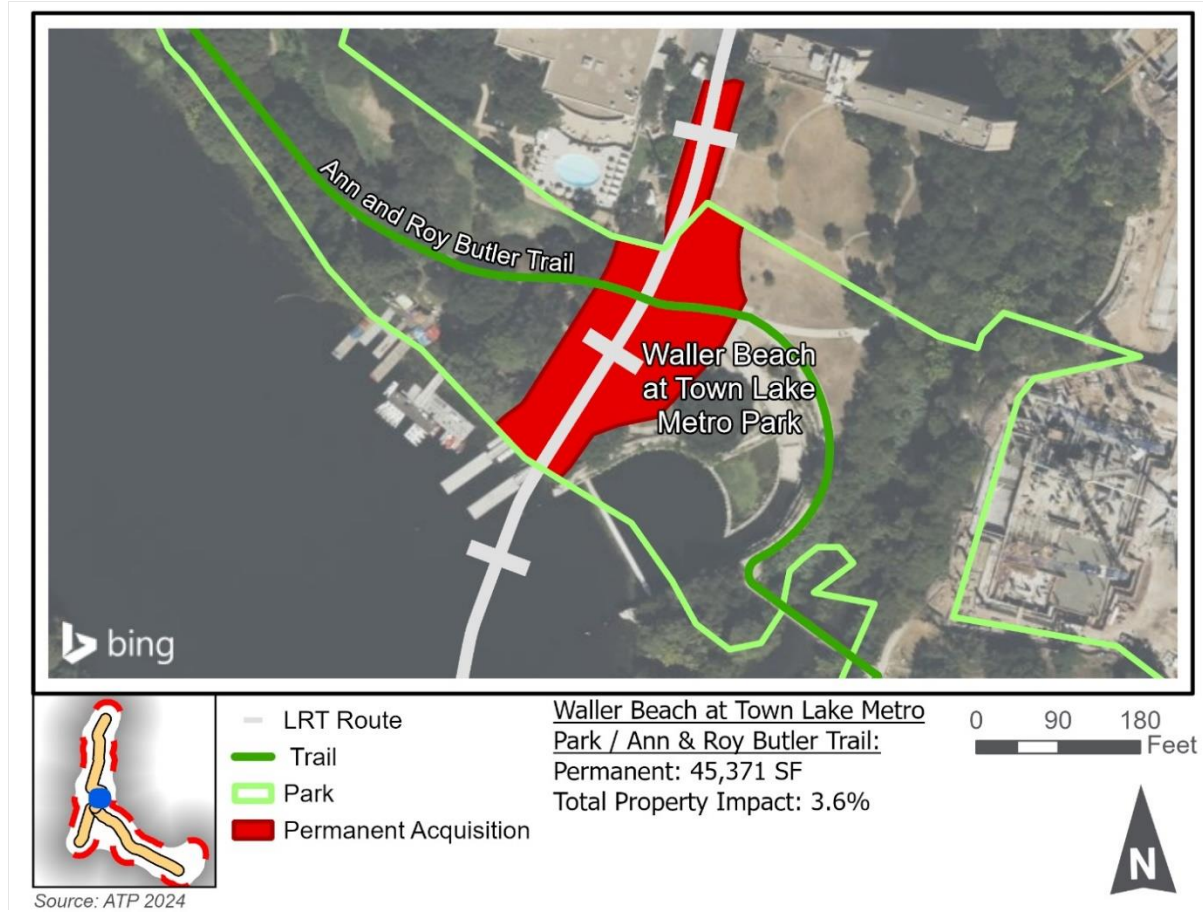 Ann and Roy Butler Trail
Waller Beach
at Town Lake
Metro Park
bing
LRT Route
Trail
Park
Permanent Acquisition
Waller Beach at Town Lake Metro
Park / Ann & Roy Butler Trail:
Permanent: 45,371 SF
Total Property Impact: 3.6%
0 90 180
Feet
N
Source: ATP 2024